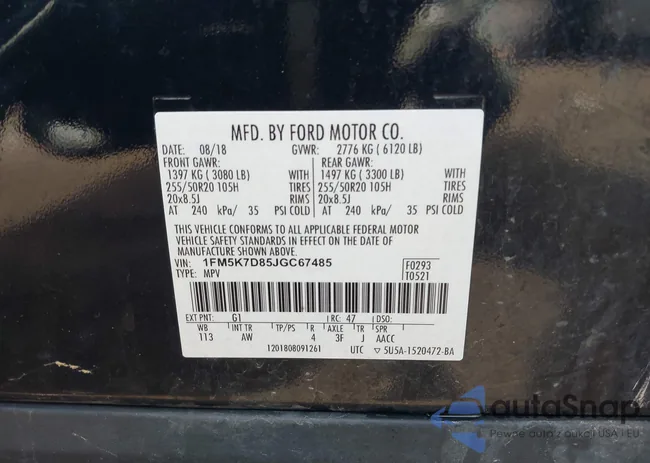 MFD. BY FORD MOTOR CO.
DATE: 08/18 GVWR: 2776 KG ( 6120 LB)
FRONT GAWR: REAR GAWR:
1397 KG ( 3080 LB) WITH 1497 KG ( 3300 LB) WITH
255/50R20 105H TIRES 255/50R20 105H TIRES
20x8.5J RIMS 20x8.5J RIMS
AT 240 kPa/ 35 PSI COLD AT 240 kPa/ 35 PSI COLD
THIS VEHICLE CONFORMS TO ALL APPLICABLE FEDERAL MOTOR
VEHICLE SAFETY STANDARDS IN EFFECT ON THE DATE OF
MANUFACTURE SHOWN ABOVE.
VIN: 1FM5K7D85JGC67485 F0293
TYPE: MPV T0521
EXT PNT: G1 RC: 47 DSO:
WB INT TR TP/PS R AXLE TR SPR
113 AW 4 3F J AACC
1201808091261 UTC ▽ 5U5A-1520472-BA
autoSnap
Pewne auta z aukcji USA i EU